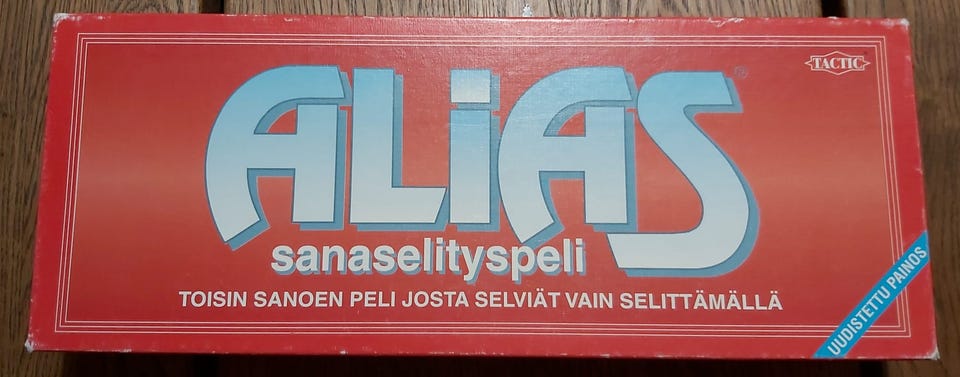 TACTIC
ALiAS®
sanaselityspeli
TOISIN SANOEN PELI JOSTA SELVIÄT VAIN SELITTÄMÄLLÄ
UUDISTETTU PAINOS